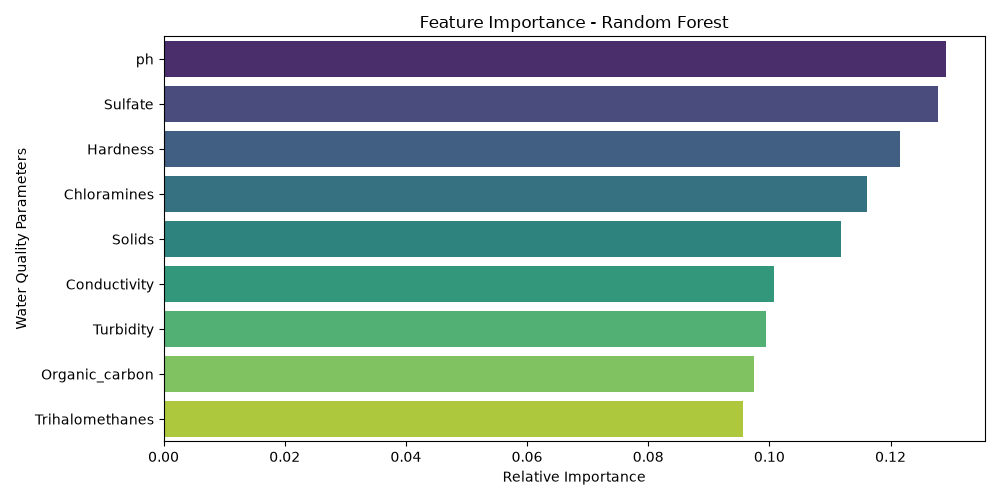 Feature Importance - Random Forest
Water Quality Parameters
ph
Sulfate
Hardness
Chloramines
Solids
Conductivity
Turbidity
Organic_carbon
Trihalomethanes
0.00 0.02 0.04 0.06 0.08 0.10 0.12
Relative Importance